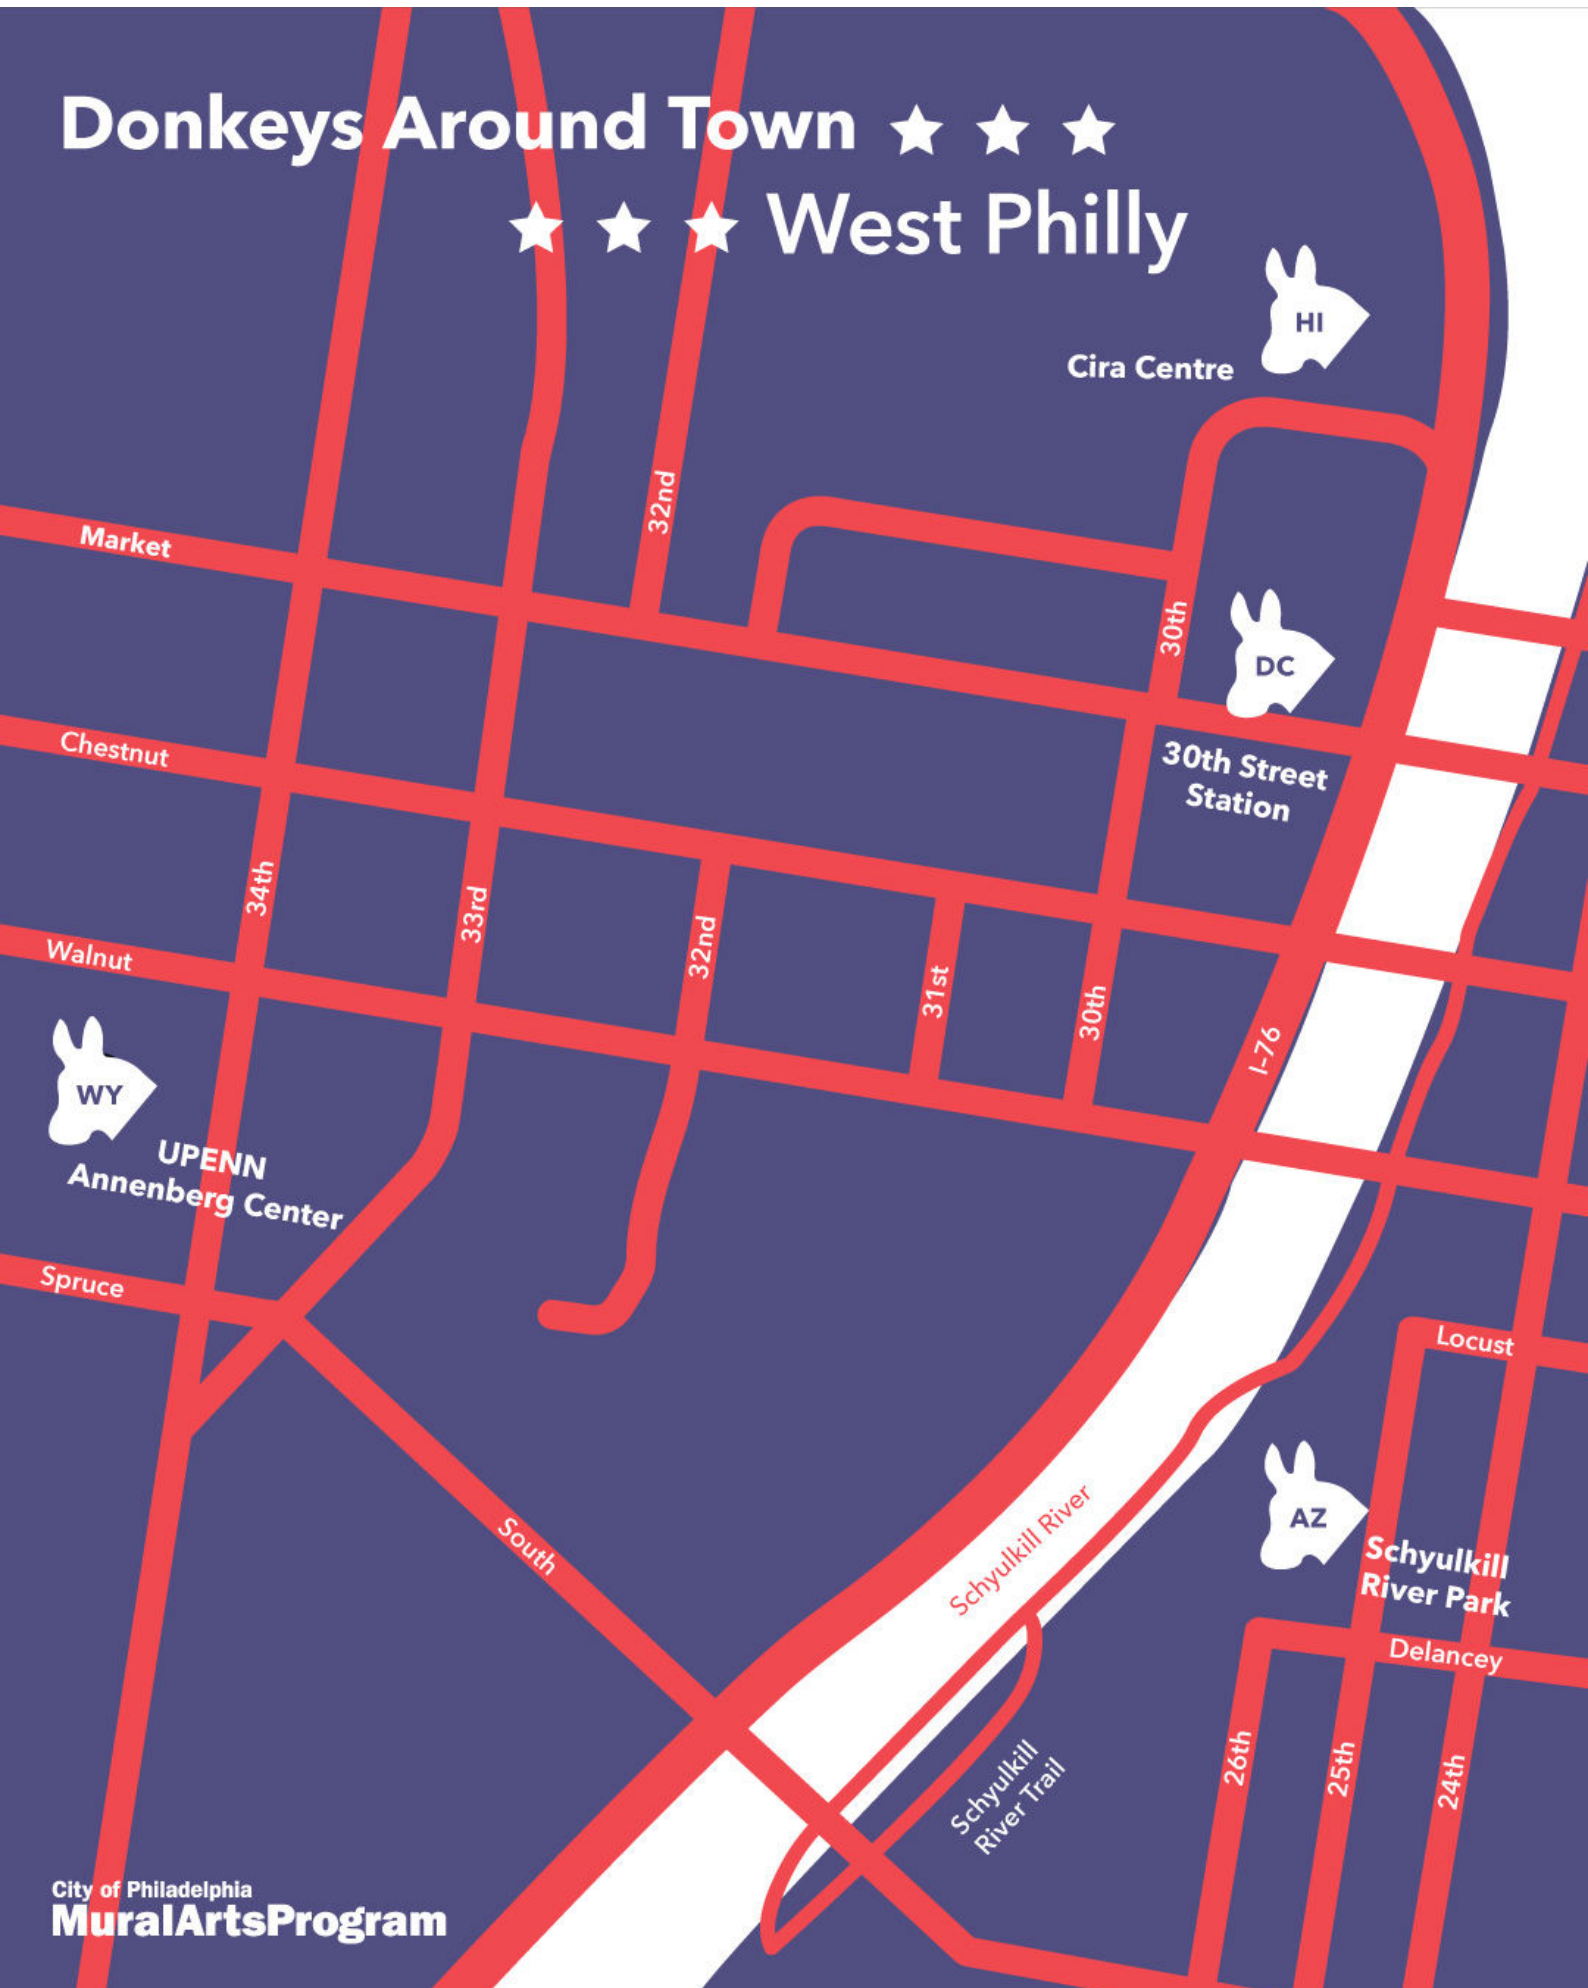 Donkeys Around Town
West Philly
HI
Cira Centre
32nd
Market
30th
DC
30th Street
Station
Chestnut
34th
33rd
32nd
31st
30th
Walnut
I-76
WY
UPENN
Annenberg Center
Spruce
Locust
AZ
Schyulkill
River Park
South
Schyulkill River
Delancey
Schyulkill
River Trail
26th
25th
24th
City of Philadelphia
MuralArtsProgram